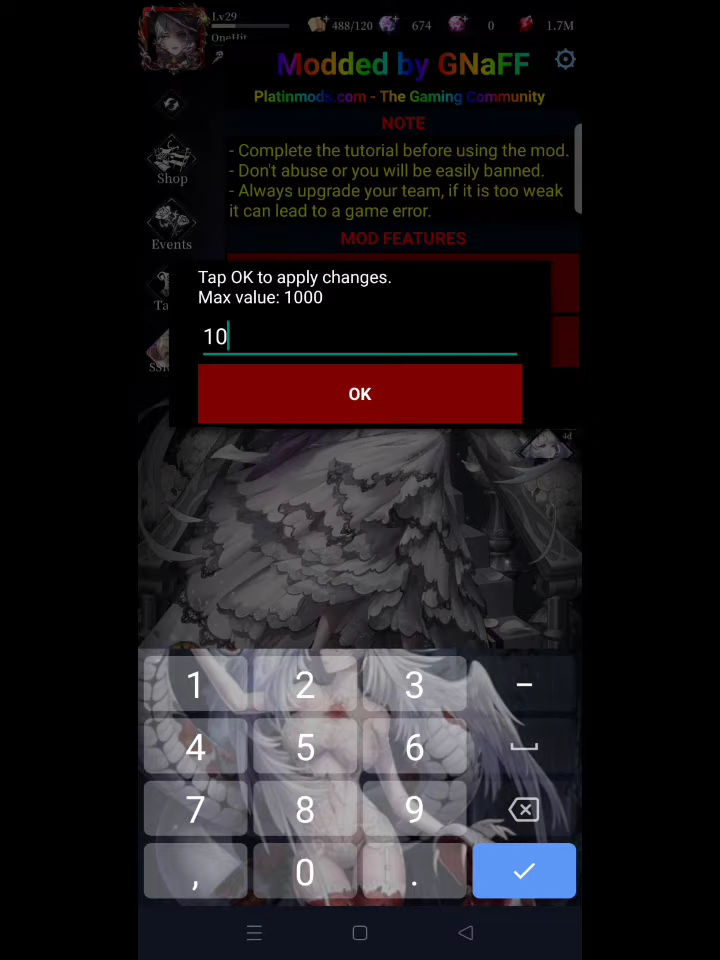 Lv29
OneHit
488/120
674
0
1.7M
Modded by GNaFF
Platinmods.com - The Gaming Community
NOTE
- Complete the tutorial before using the mod.
- Don't abuse or you will be easily banned.
- Always upgrade your team, if it is too weak
it can lead to a game error.
MOD FEATURES
Shop
Events
Ta
Tap OK to apply changes.
Max value: 1000
10
OK
4d
1 2 3 –
4 5 6
7 8 9
, 0 .